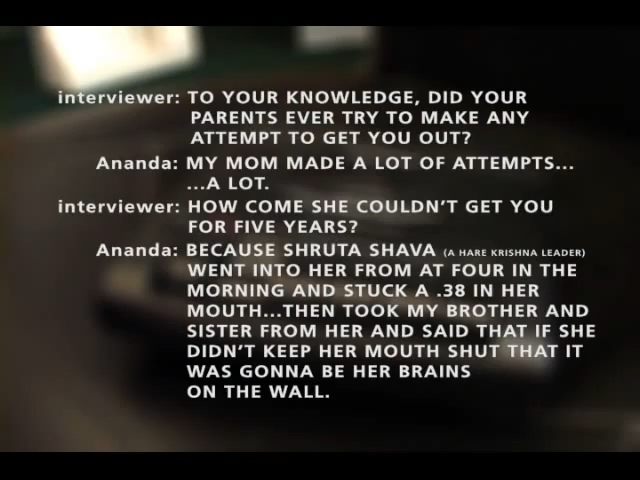 interviewer: TO YOUR KNOWLEDGE, DID YOUR
PARENTS EVER TRY TO MAKE ANY
ATTEMPT TO GET YOU OUT?
Ananda: MY MOM MADE A LOT OF ATTEMPTS...
...A LOT.
interviewer: HOW COME SHE COULDN'T GET YOU
FOR FIVE YEARS?
Ananda: BECAUSE SHRUTA SHAVA (A HARE KRISHNA LEADER)
WENT INTO HER FROM AT FOUR IN THE
MORNING AND STUCK A .38 IN HER
MOUTH...THEN TOOK MY BROTHER AND
SISTER FROM HER AND SAID THAT IF SHE
DIDN'T KEEP HER MOUTH SHUT THAT IT
WAS GONNA BE HER BRAINS
ON THE WALL.